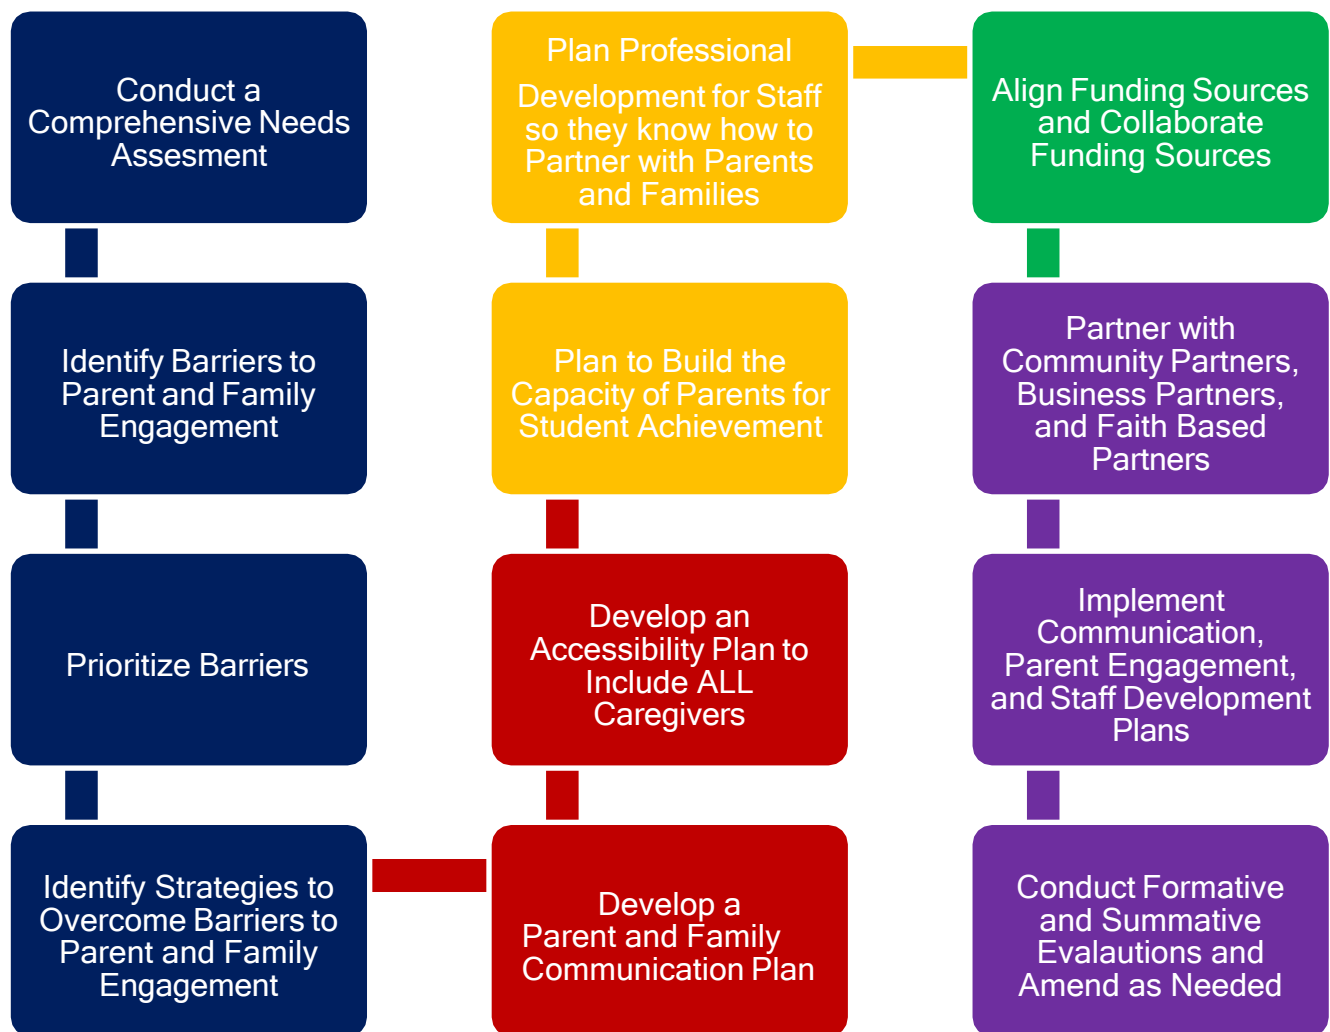 Conduct a
Comprehensive Needs
Assesment
Identify Barriers to
Parent and Family
Engagement
Prioritize Barriers
Identify Strategies to
Overcome Barriers to
Parent and Family
Engagement
Develop a
Parent and Family
Communication Plan
Develop an
Accessibility Plan to
Include ALL
Caregivers
Plan to Build the
Capacity of Parents for
Student Achievement
Plan Professional
Development for Staff
so they know how to
Partner with Parents
and Families
Align Funding Sources
and Collaborate
Funding Sources
Partner with
Community Partners,
Business Partners,
and Faith Based
Partners
Implement
Communication,
Parent Engagement,
and Staff Development
Plans
Conduct Formative
and Summative
Evalautions and
Amend as Needed